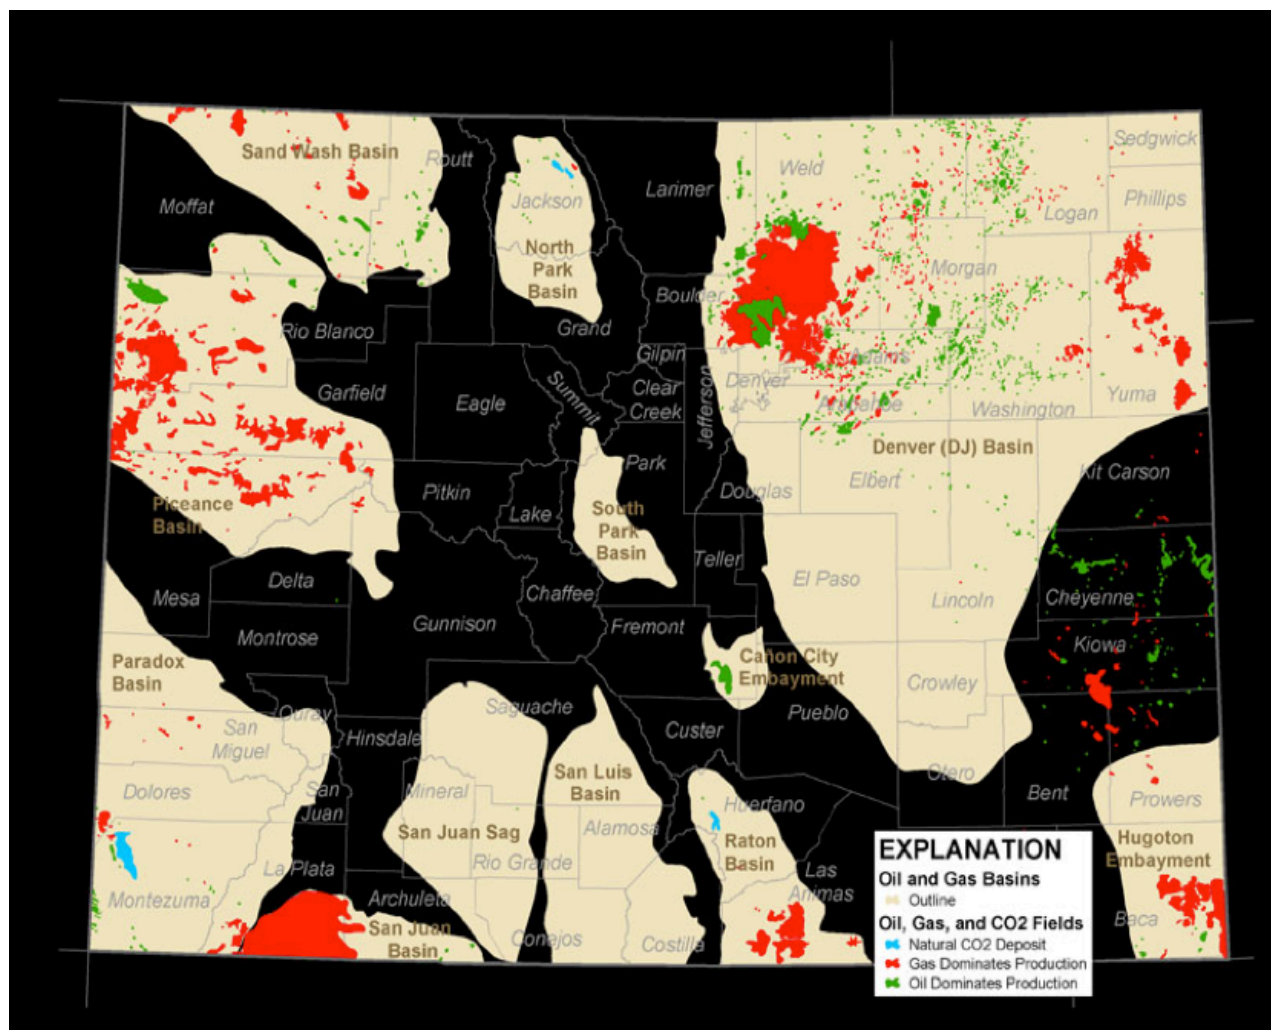 Sedgwick
Sand Wash Basin
Routt
Weld
Larimer
Phillips
Moffat
Jackson
Logan
North
Park
Basin
Morgan
Boulder
Rio Blanco
Grand
Gilpin
Adams
Garfield
Eagle
Summit
Clear
Creek
Jefferson
Denver
Arapahoe
Washington
Yuma
Denver (DJ) Basin
Park
Kit Carson
Piceance
Basin
Pitkin
Lake
South
Park
Basin
Douglas
Elbert
Teller
El Paso
Lincoln
Cheyenne
Mesa
Delta
Chaffee
Montrose
Gunnison
Fremont
Kiowa
Paradox
Basin
Cañon City
Embayment
Crowley
Ouray
Saguache
Pueblo
San
Miguel
Hinsdale
Custer
Otero
Dolores
San
Juan
Mineral
San Luis
Basin
Huerfano
Bent
Prowers
San Juan Sag
Rio Grande
Alamosa
Raton
Basin
Las
Animas
Hugoton
Embayment
La Plata
Montezuma
Archuleta
San Juan
Basin
Conejos
Costilla
Baca
EXPLANATION
Oil and Gas Basins
Outline
Oil, Gas, and CO2 Fields
Natural CO2 Deposit
Gas Dominates Production
Oil Dominates Production